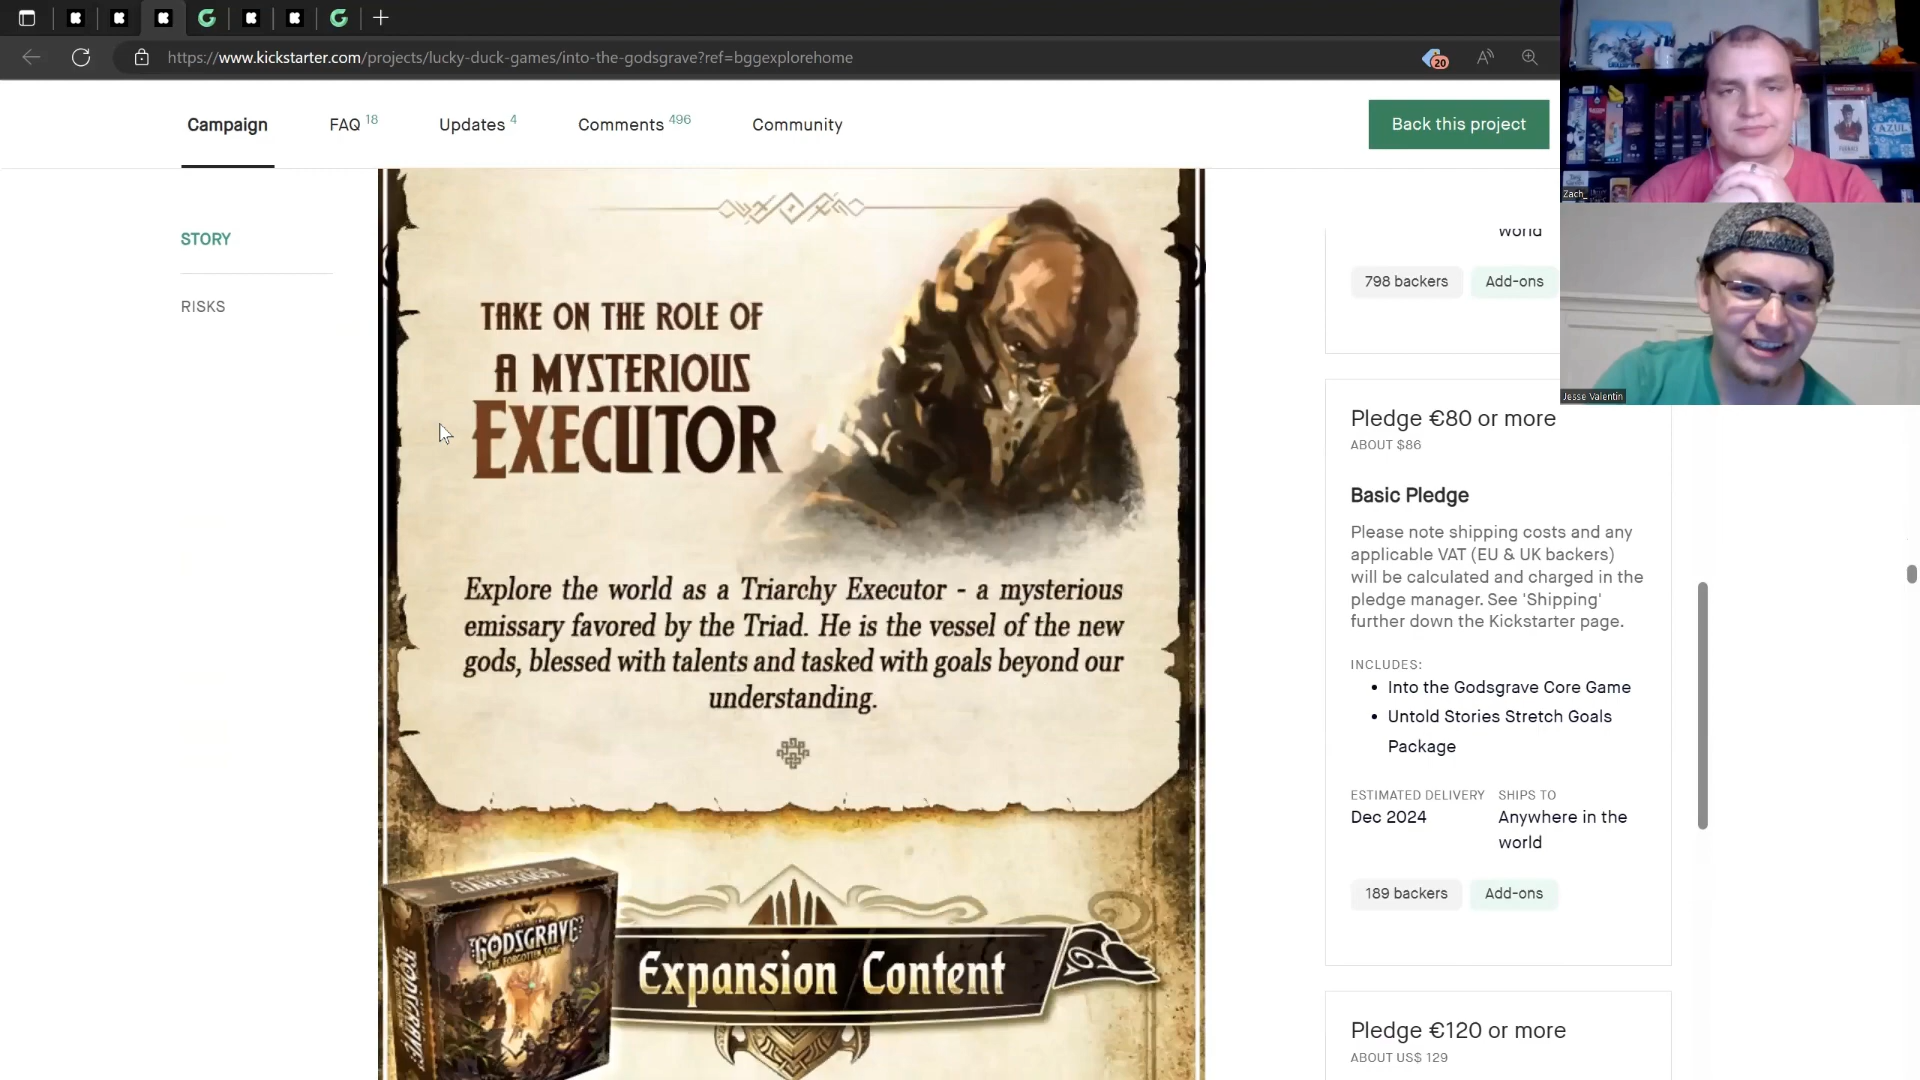 https://www.kickstarter.com/projects/lucky-duck-games/into-the-godsgrave?ref=bggexplorehome
20
Campaign
FAQ 18
Updates 4
Comments 496
Community
Back this project
Zach_
Jesse Valentin
AZUL
STORY
RISKS
TAKE ON THE ROLE OF
A MYSTERIOUS
EXECUTOR
Explore the world as a Triarchy Executor - a mysterious
emissary favored by the Triad. He is the vessel of the new
gods, blessed with talents and tasked with goals beyond our
understanding.
GODSGRAVE
THE FORGOTTEN SONG
GODSGRAVE
Expansion Content
world
798 backers
Add-ons
Pledge €80 or more
ABOUT $86
Basic Pledge
Please note shipping costs and any
applicable VAT (EU & UK backers)
will be calculated and charged in the
pledge manager. See 'Shipping'
further down the Kickstarter page.
INCLUDES:
• Into the Godsgrave Core Game
• Untold Stories Stretch Goals
Package
ESTIMATED DELIVERY
Dec 2024
SHIPS TO
Anywhere in the
world
189 backers
Add-ons
Pledge €120 or more
ABOUT US$ 129